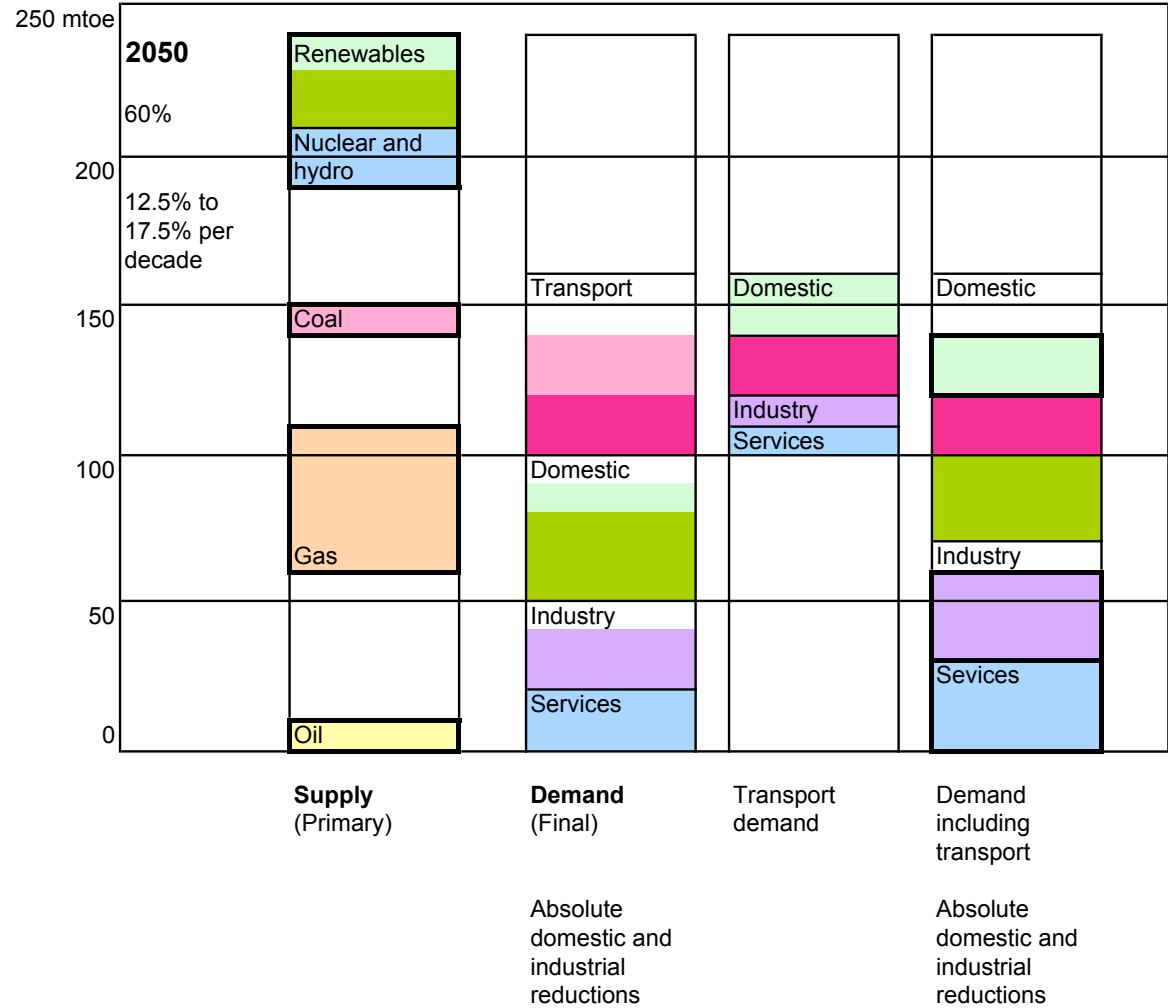 250 mtoe
2050
60%
200
12.5% to
17.5% per
decade
150
100
50
0
Renewables
Nuclear and
hydro
Coal
Gas
Oil
Transport
Domestic
Industry
Services
Domestic
Industry
Services
Domestic
Industry
Sevices
Supply
(Primary)
Demand
(Final)
Absolute
domestic and
industrial
reductions
Transport
demand
Demand
including
transport
Absolute
domestic and
industrial
reductions